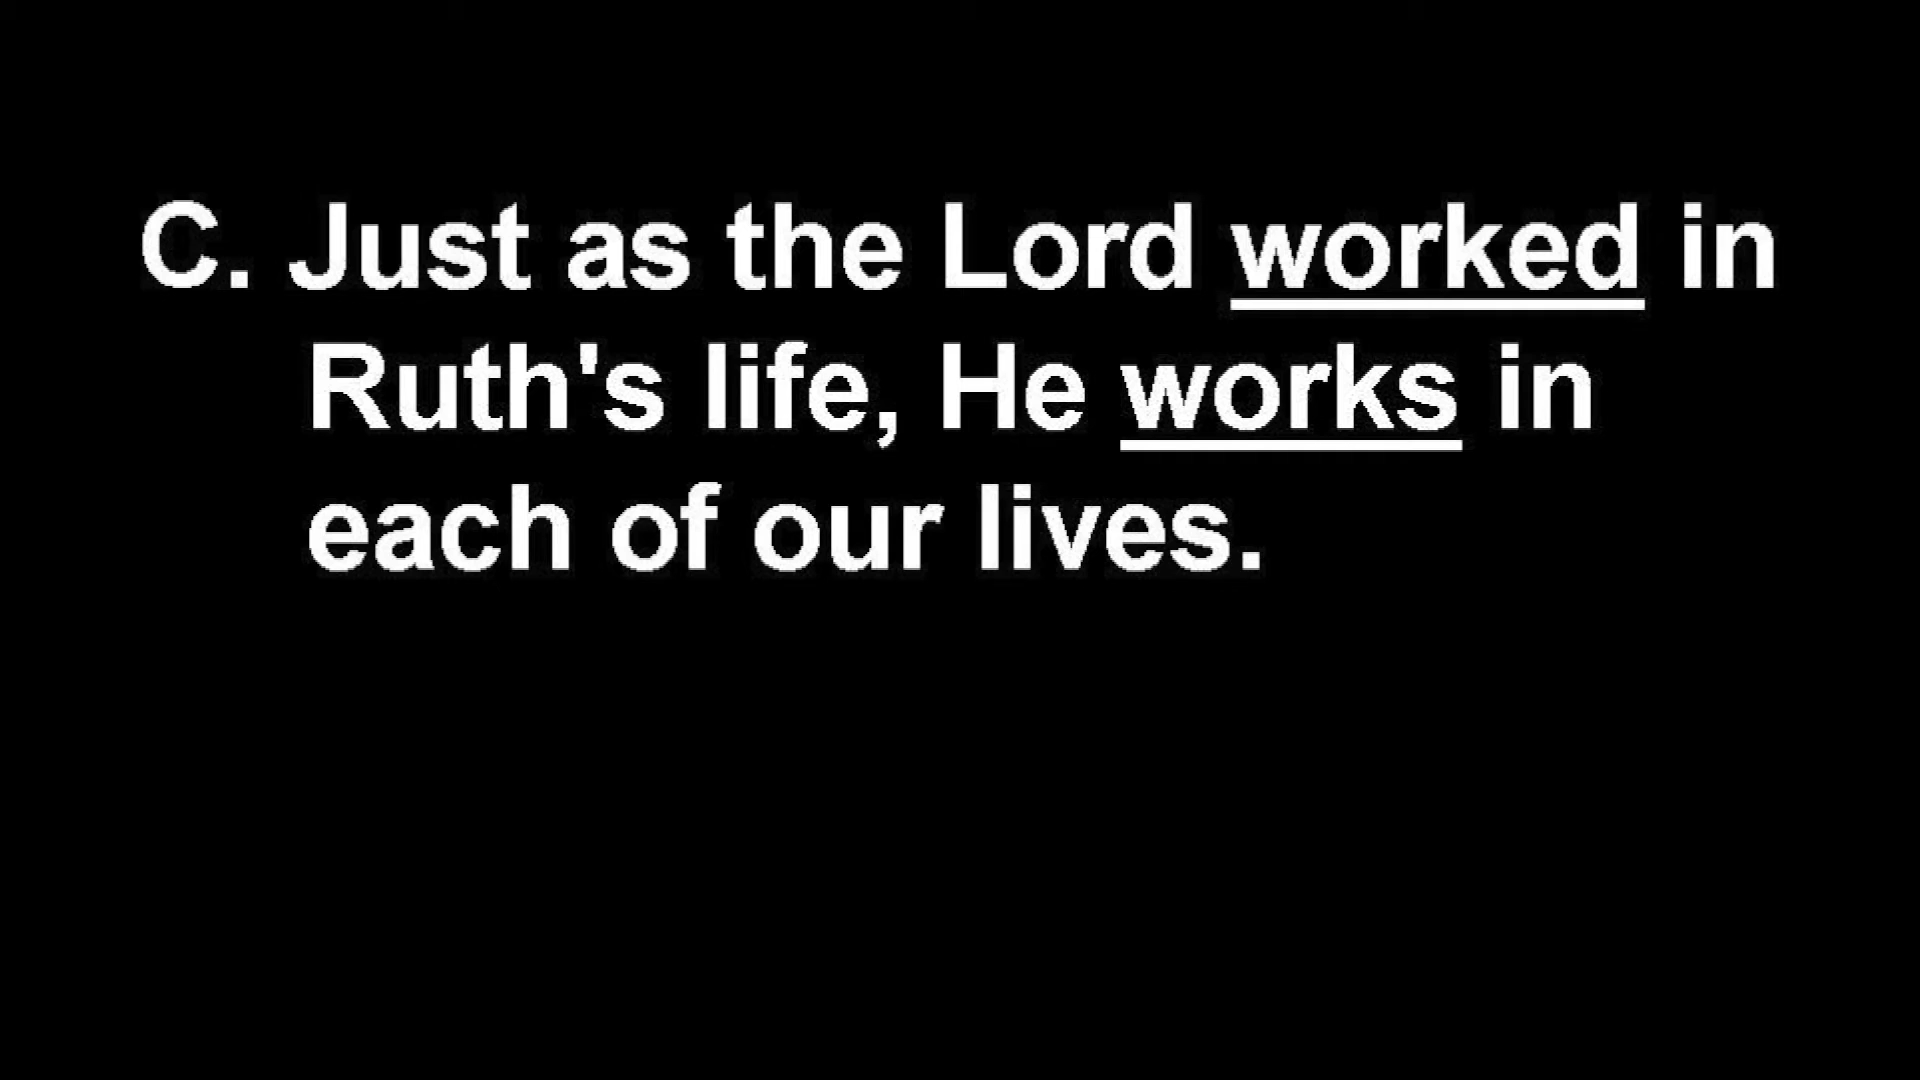 C. Just as the Lord worked in
Ruth's life, He works in
each of our lives.